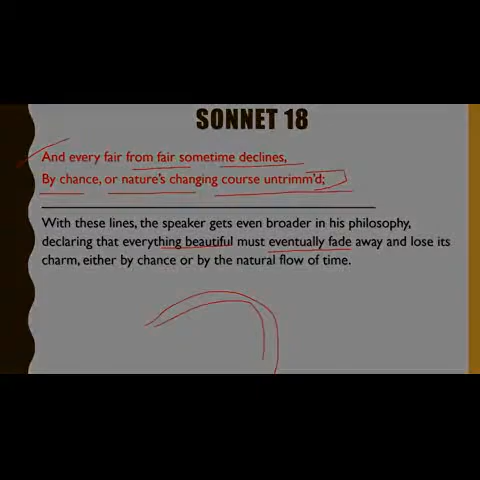 SONNET 18
And every fair from fair sometime declines,
By chance, or nature's changing course untrimm'd;
With these lines, the speaker gets even broader in his philosophy,
declaring that everything beautiful must eventually fade away and lose its
charm, either by chance or by the natural flow of time.